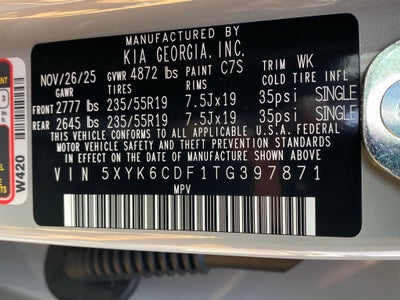 MANUFACTURED BY
KIA GEORGIA, INC.
NOV/26/25 GVWR 4872 lbs PAINT C7S TRIM WK
GAWR TIRES RIMS COLD TIRE INFL
FRONT 2777 lbs 235/55R19 7.5Jx19 35psi SINGLE
REAR 2645 lbs 235/55R19 7.5Jx19 35psi SINGLE
THIS VEHICLE CONFORMS TO ALL APPLICABLE U.S.A. FEDERAL
MOTOR VEHICLE SAFETY STANDARDS IN EFFECT ON THE
DATE OF MANUFACTURE SHOWN ABOVE.
VIN 5XYK6CDF1TG397871
MPV
W420
3